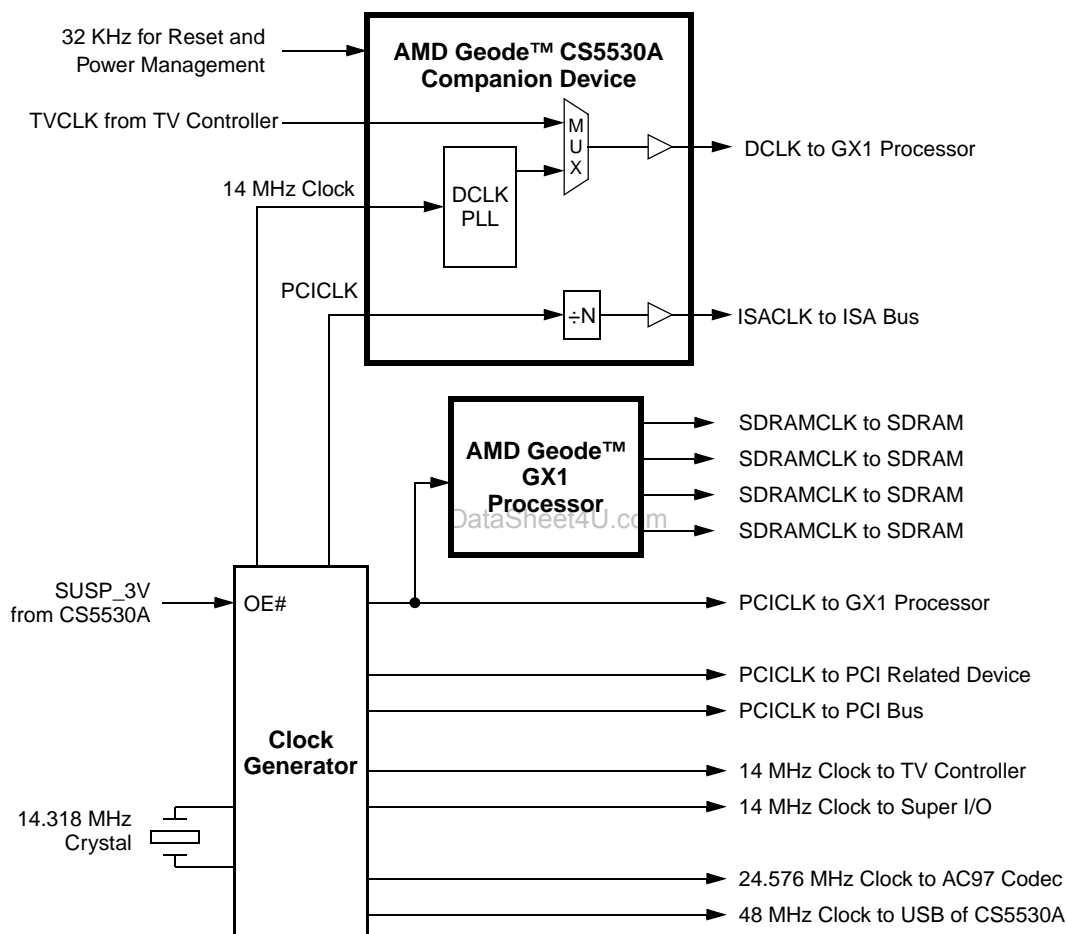 32 KHz for Reset and
Power Management
AMD Geode™ CS5530A
Companion Device
TVCLK from TV Controller
M
U
X
DCLK to GX1 Processor
14 MHz Clock
DCLK
PLL
PCICLK
÷N
ISACLK to ISA Bus
AMD Geode™
GX1
Processor
SDRAMCLK to SDRAM
SDRAMCLK to SDRAM
SDRAMCLK to SDRAM
SDRAMCLK to SDRAM
DataSheet4U.com
SUSP_3V
from CS5530A
OE#
PCICLK to GX1 Processor
PCICLK to PCI Related Device
PCICLK to PCI Bus
Clock
Generator
14 MHz Clock to TV Controller
14 MHz Clock to Super I/O
14.318 MHz
Crystal
24.576 MHz Clock to AC97 Codec
48 MHz Clock to USB of CS5530A